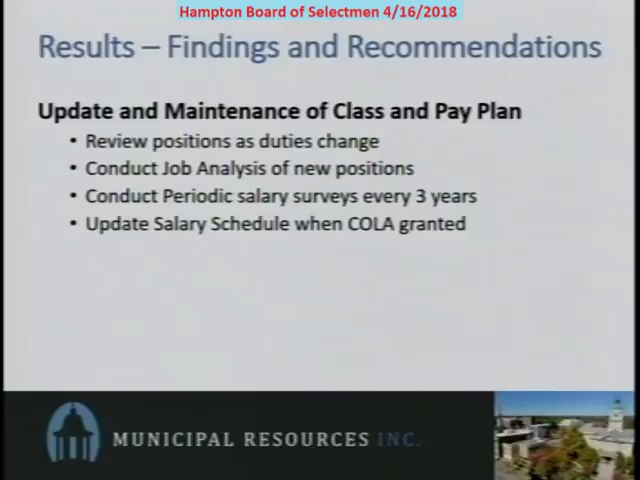 Hampton Board of Selectmen 4/16/2018
Results – Findings and Recommendations
Update and Maintenance of Class and Pay Plan
• Review positions as duties change
• Conduct Job Analysis of new positions
• Conduct Periodic salary surveys every 3 years
• Update Salary Schedule when COLA granted
MUNICIPAL RESOURCES INC.